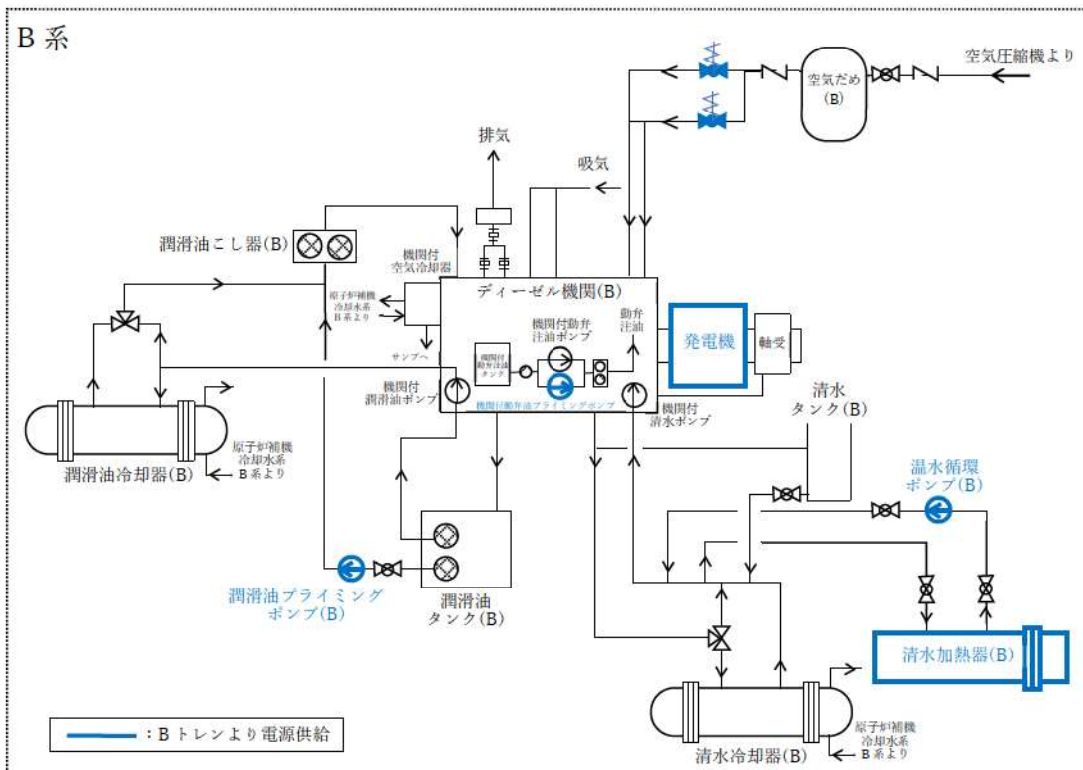 B 系
空気圧縮機より
空気だめ
(B)
排気
吸気
潤滑油こし器(B)
機関付
空気冷却器
原子炉補機
冷却水系
B系より
サンプへ
ディーゼル機関(B)
機関付動弁
注油ポンプ
動弁
注油
機関付
動弁注油
タンク
機関付動弁油プライミングポンプ
発電機
軸受
機関付
潤滑油ポンプ
機関付
清水ポンプ
清水
タンク(B)
原子炉補機
冷却水系
B系より
潤滑油冷却器(B)
温水循環
ポンプ(B)
潤滑油プライミング
ポンプ(B)
潤滑油
タンク(B)
清水加熱器(B)
原子炉補機
冷却水系
B系より
清水冷却器(B)
:Bトレンより電源供給